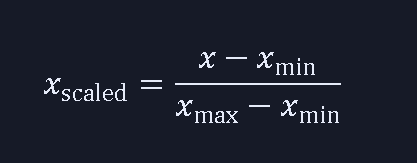 x_scaled = (x − x_min) / (x_max − x_min)